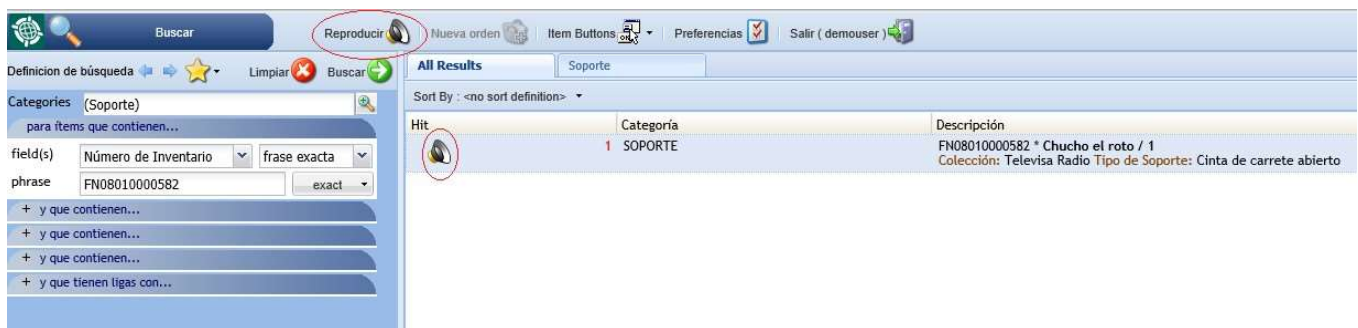 Buscar
Reproducir
Nueva orden
Item Buttons
Preferencias
Salir ( demouser )
Definicion de búsqueda
Limpiar
Buscar
Categories
(Soporte)
para ítems que contienen...
field(s)
Número de Inventario
frase exacta
phrase
FN08010000582
exact
+ y que contienen...
+ y que contienen...
+ y que contienen...
+ y que tienen ligas con...
All Results
Soporte
Sort By : <no sort definition>
Hit
Categoría
Descripción
1
SOPORTE
FN08010000582 * Chucho el roto / 1
Colección: Televisa Radio Tipo de Soporte: Cinta de carrete abierto